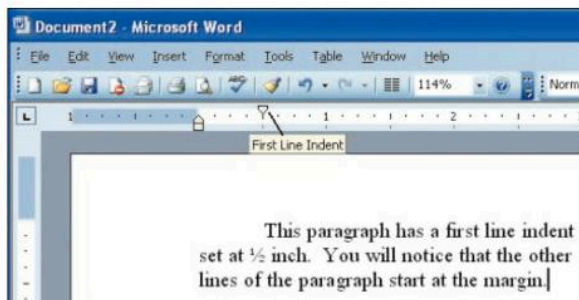 Document2 - Microsoft Word
File Edit View Insert Format Tools Table Window Help
114% Norm
L 1 1 2
First Line Indent
This paragraph has a first line indent
set at ½ inch. You will notice that the other
lines of the paragraph start at the margin.